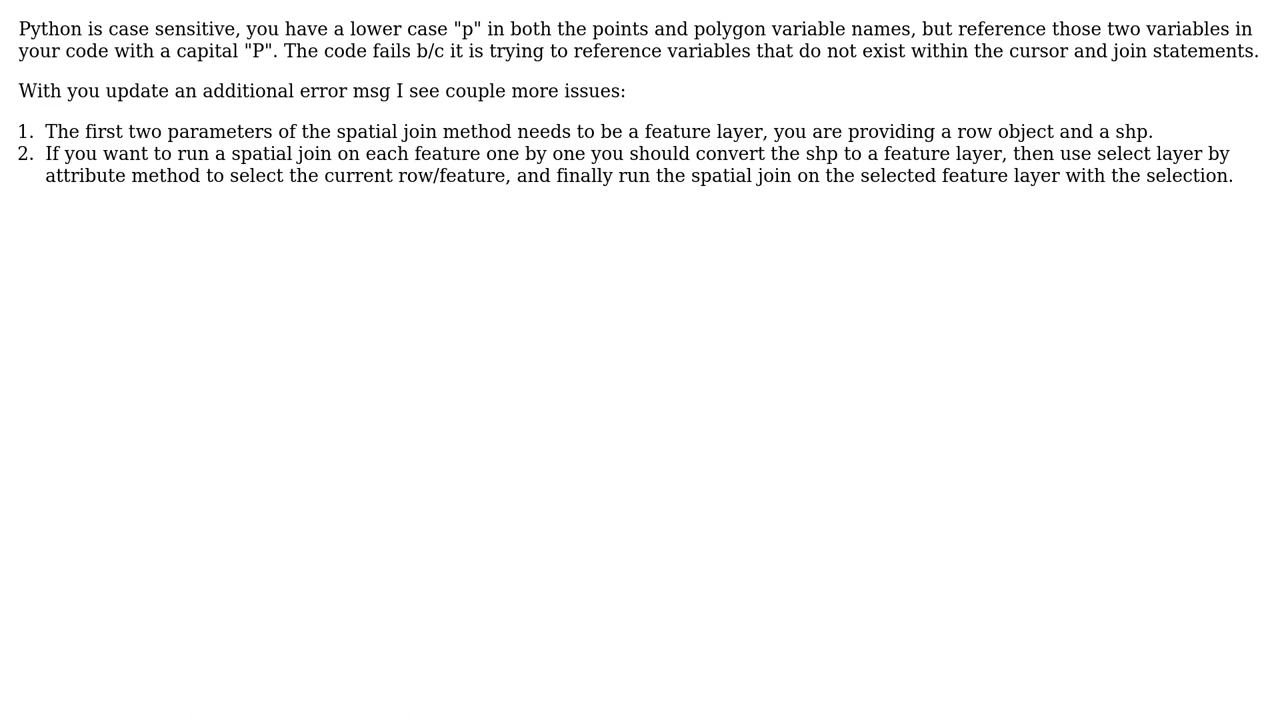 Python is case sensitive, you have a lower case "p" in both the points and polygon variable names, but reference those two variables in
your code with a capital "P". The code fails b/c it is trying to reference variables that do not exist within the cursor and join statements.
With you update an additional error msg I see couple more issues:
1. The first two parameters of the spatial join method needs to be a feature layer, you are providing a row object and a shp.
2. If you want to run a spatial join on each feature one by one you should convert the shp to a feature layer, then use select layer by
attribute method to select the current row/feature, and finally run the spatial join on the selected feature layer with the selection.